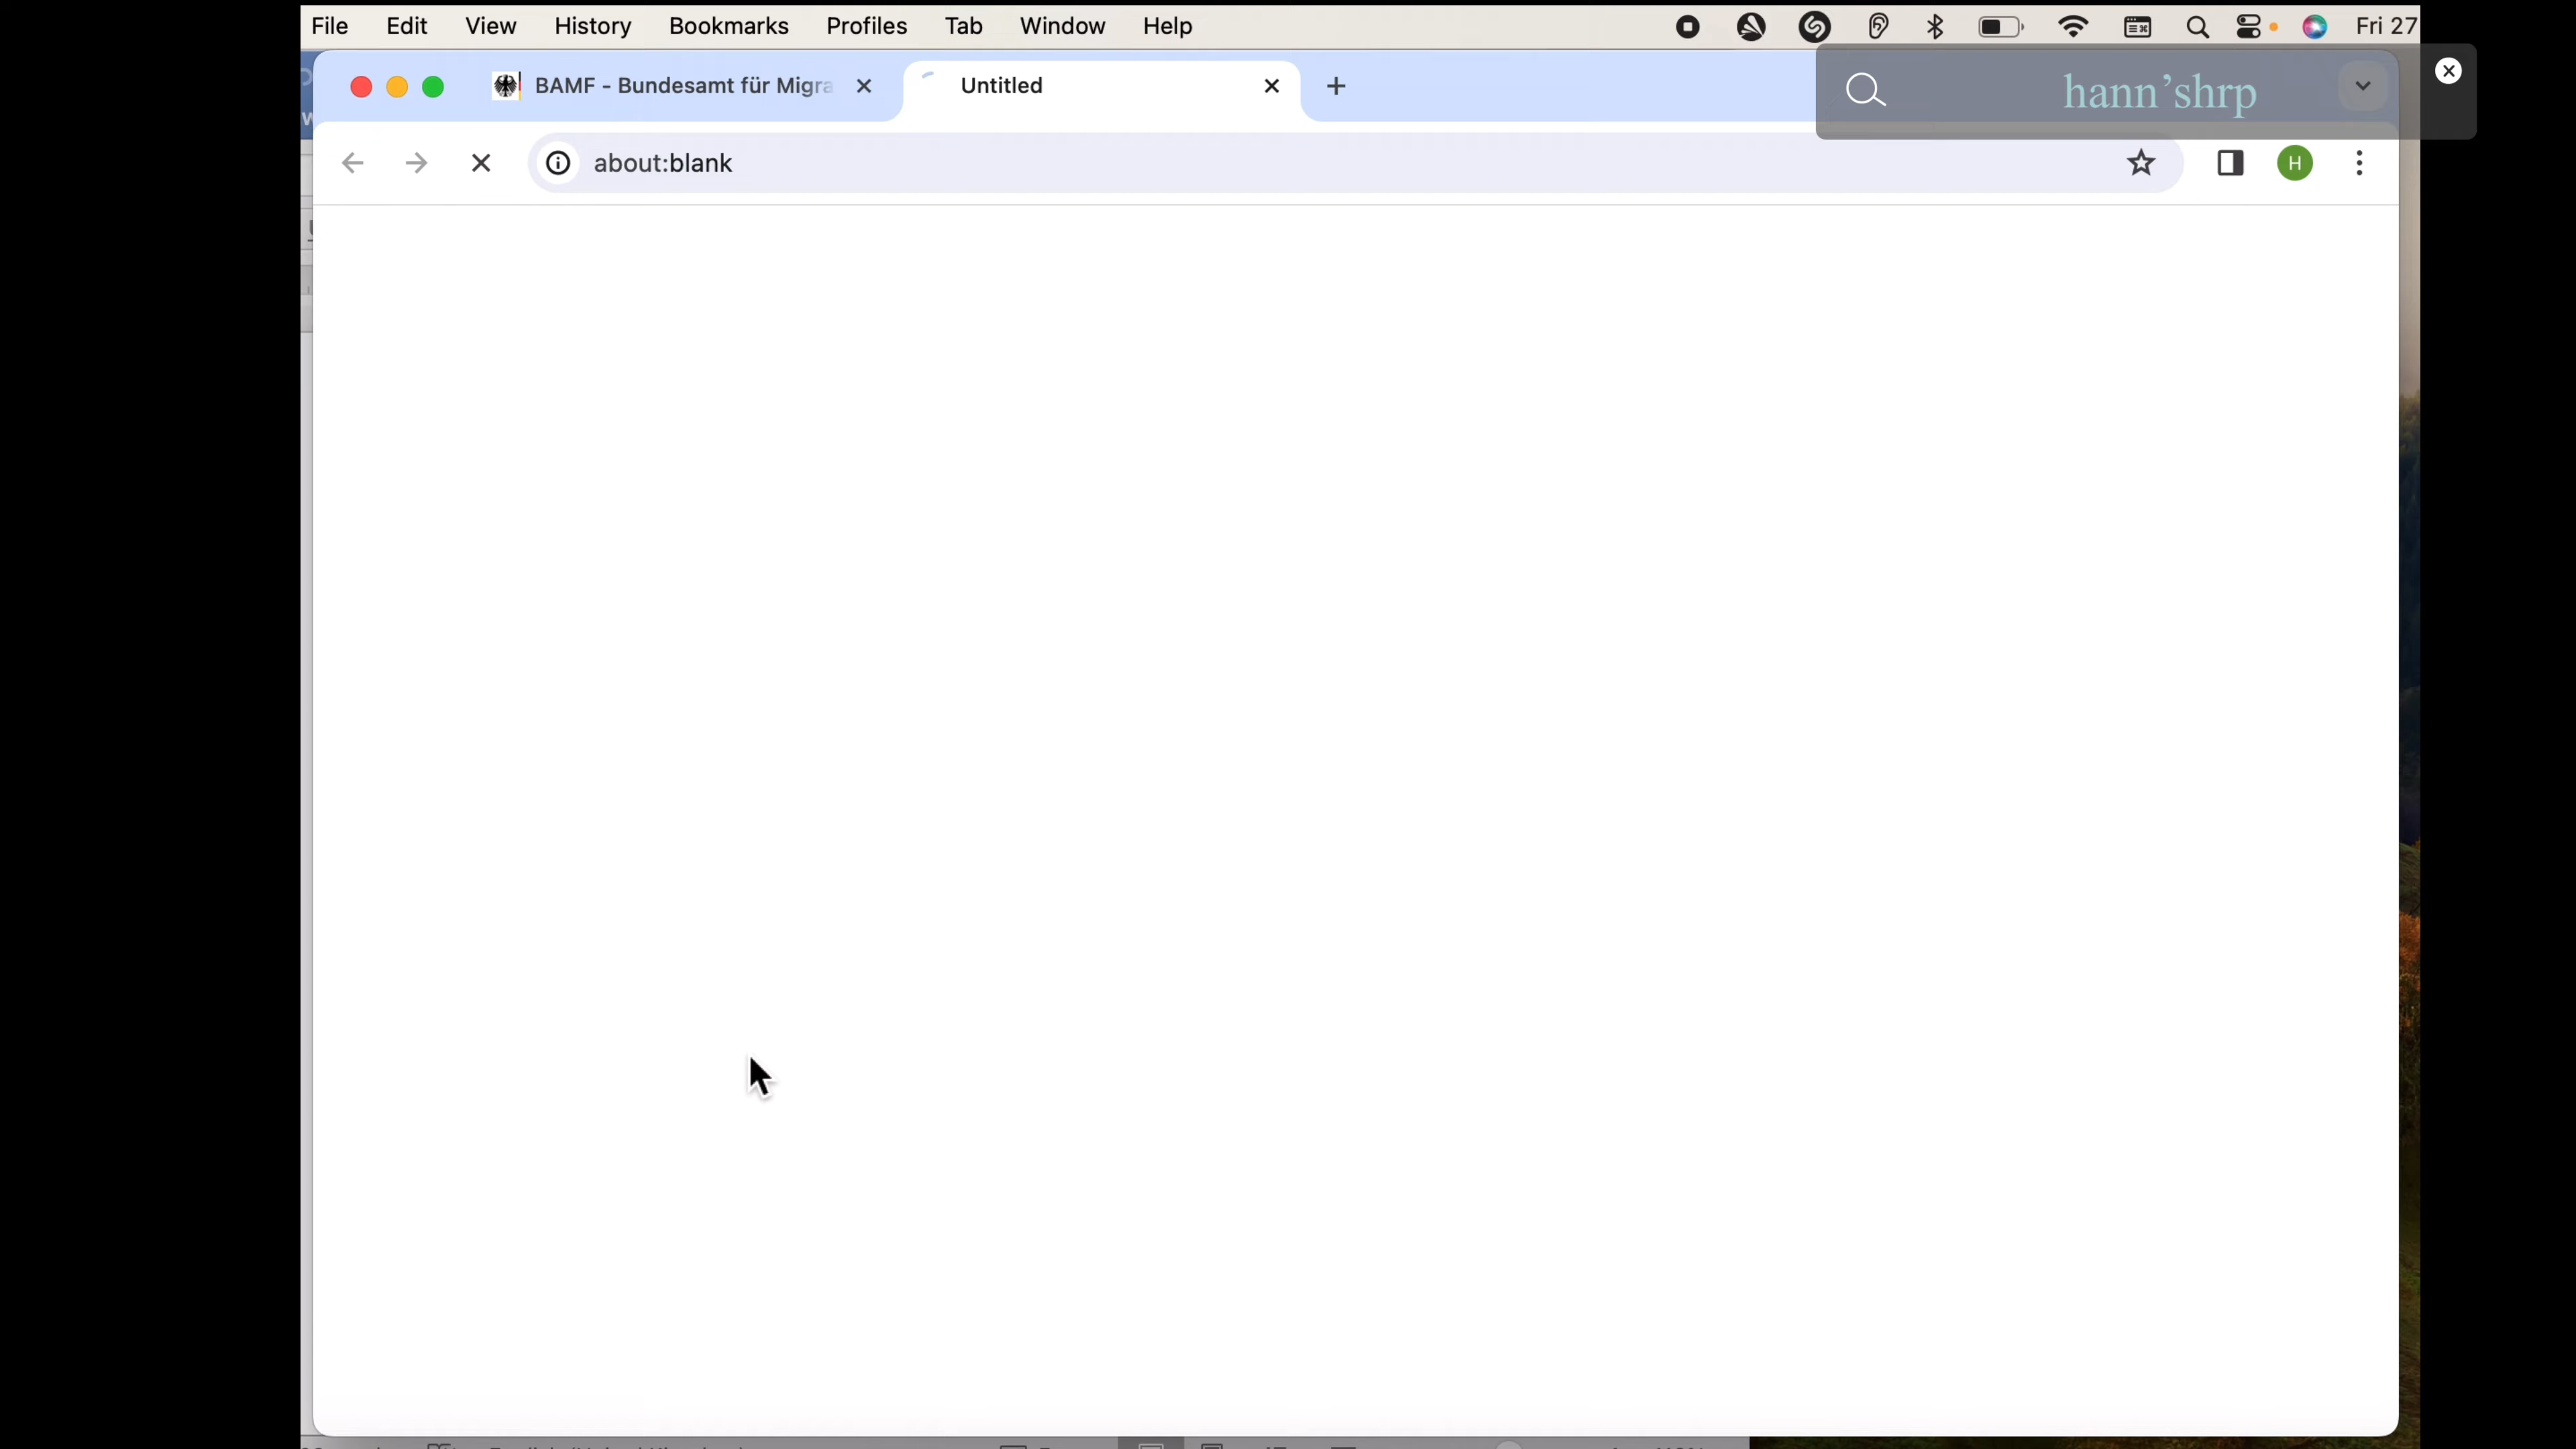 File Edit View History Bookmarks Profiles Tab Window Help Fri 27
BAMF - Bundesamt für Migra Untitled
hann’shrp
about:blank
H